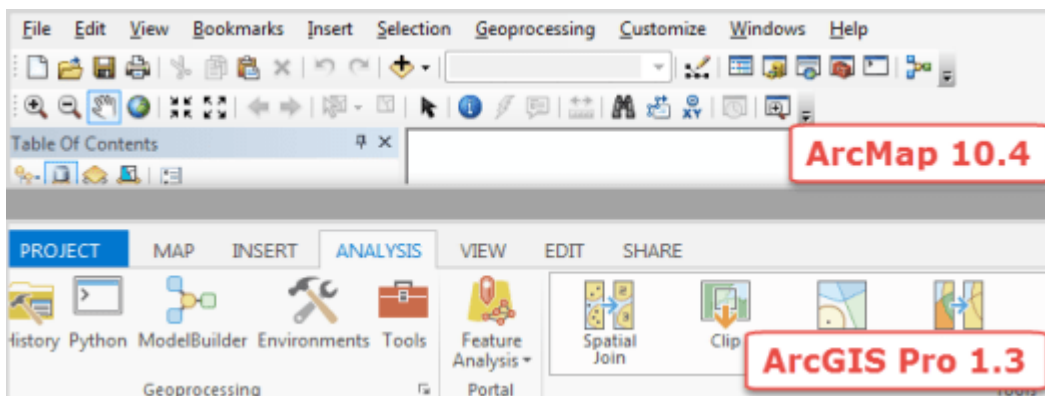 File Edit View Bookmarks Insert Selection Geoprocessing Customize Windows Help
Table Of Contents
ArcMap 10.4
PROJECT MAP INSERT ANALYSIS VIEW EDIT SHARE
History Python ModelBuilder Environments Tools Feature Analysis Spatial Join Clip
Geoprocessing Portal Tools
ArcGIS Pro 1.3